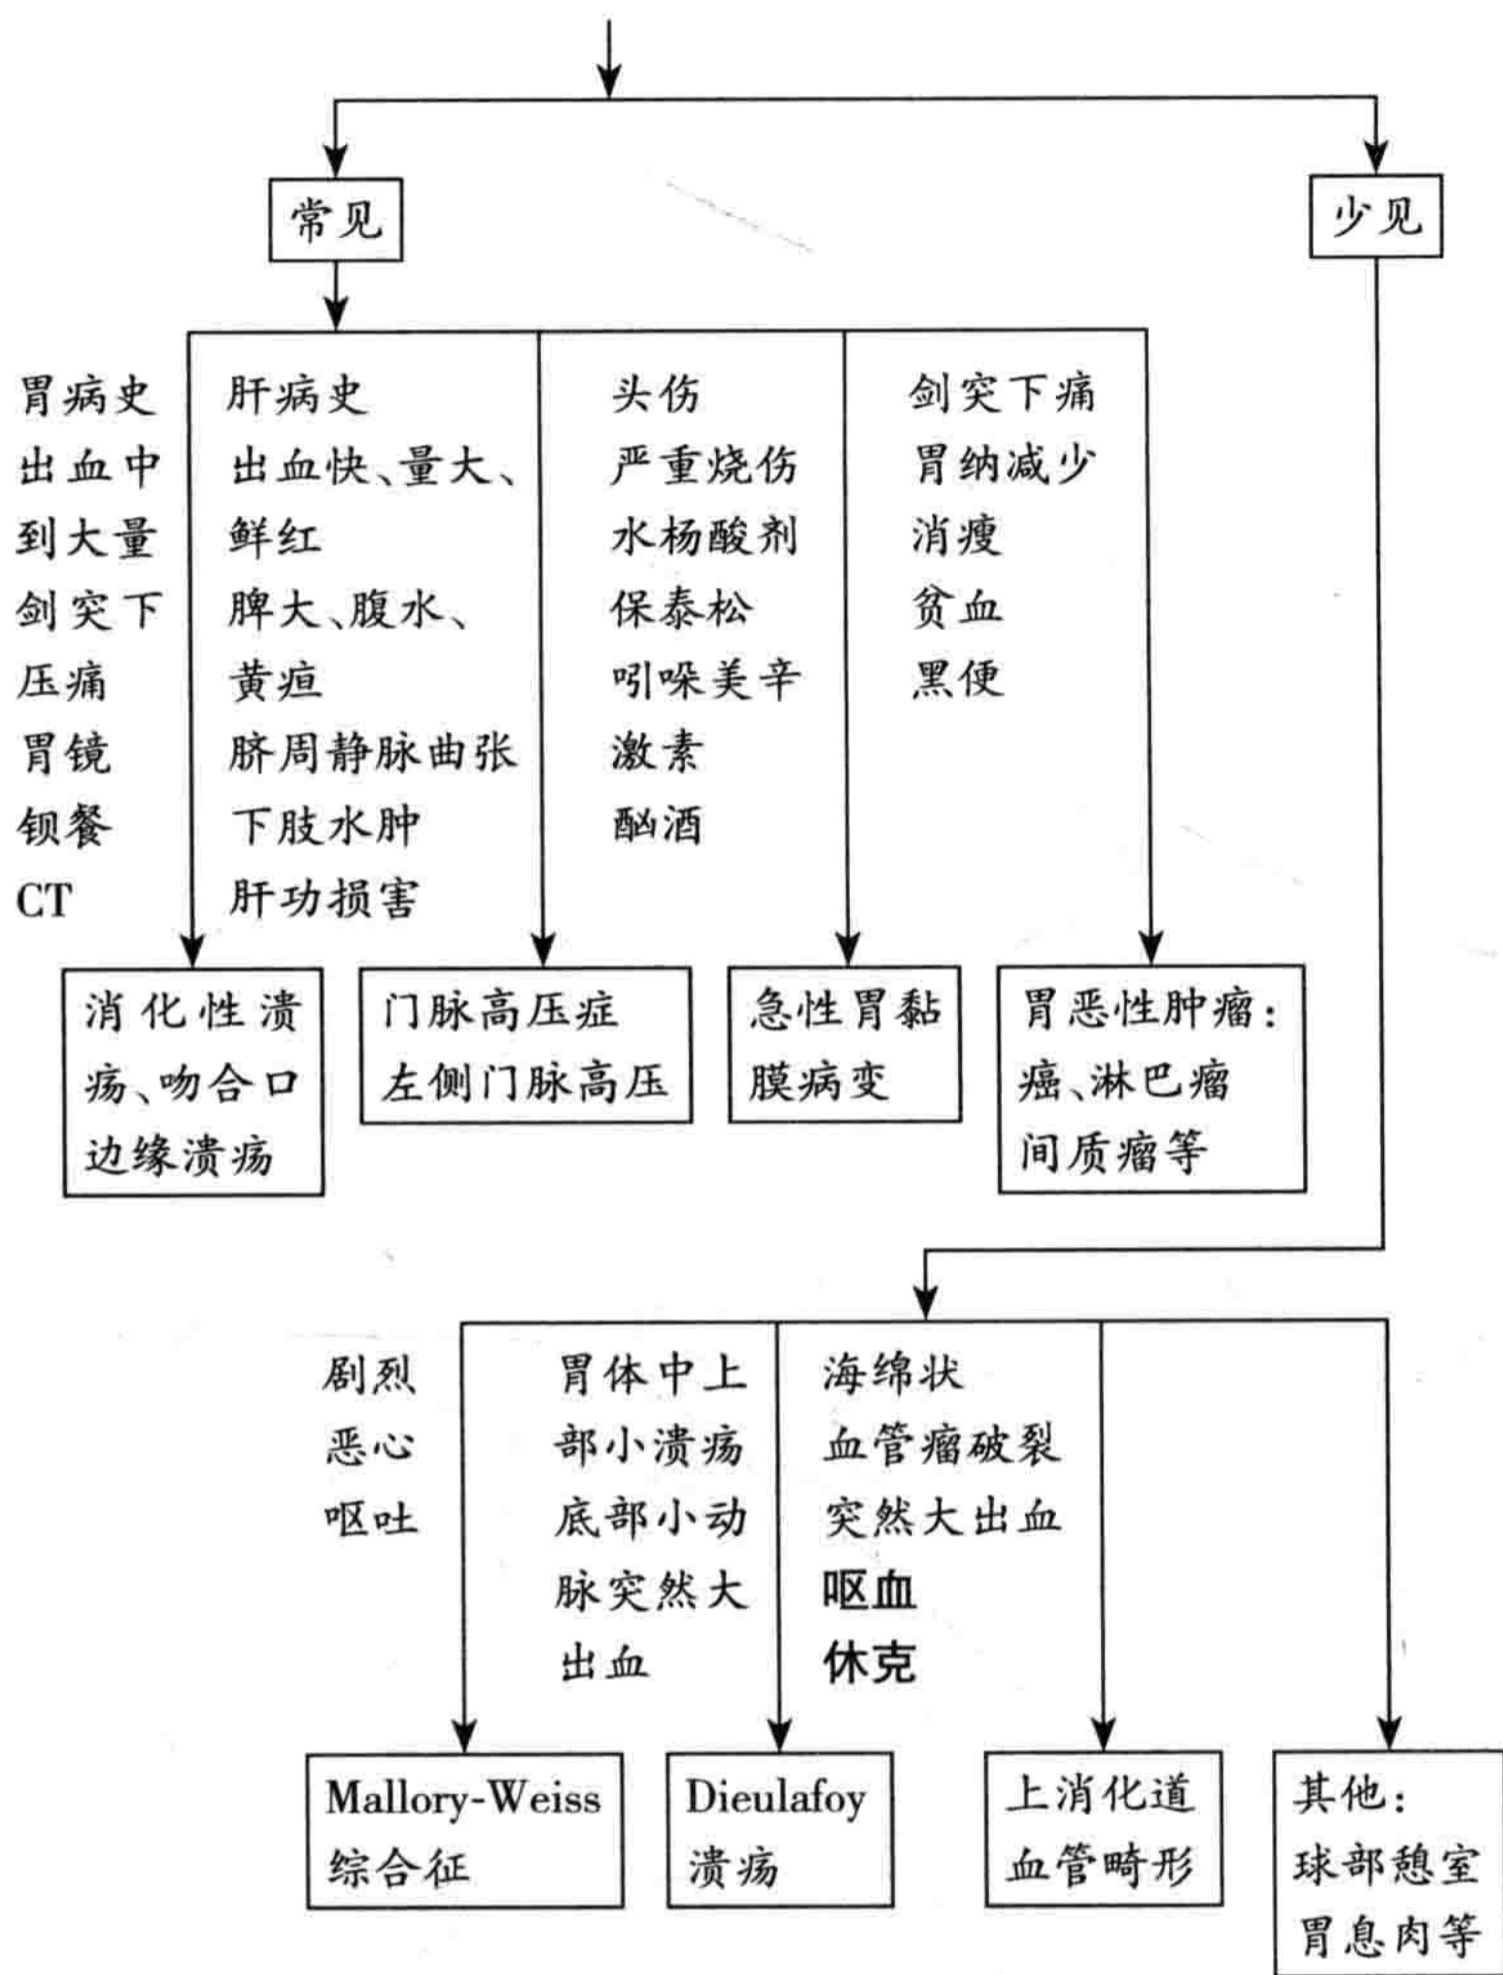 常见
少见
胃病史
出血中
到大量
剑突下
压痛
胃镜
钡餐
CT
肝病史
出血快、量大、
鲜红
脾大、腹水、
黄疸
脐周静脉曲张
下肢水肿
肝功损害
头伤
严重烧伤
水杨酸剂
保泰松
吲哚美辛
激素
酗酒
剑突下痛
胃纳减少
消瘦
贫血
黑便
消化性溃
疡、吻合口
边缘溃疡
门脉高压症
左侧门脉高压
急性胃黏
膜病变
胃恶性肿瘤:
癌、淋巴瘤
间质瘤等
剧烈
恶心
呕吐
胃体中上
部小溃疡
底部小动
脉突然大
出血
海绵状
血管瘤破裂
突然大出血
呕血
休克
Mallory-Weiss
综合征
Dieulafoy
溃疡
上消化道
血管畸形
其他:
球部憩室
胃息肉等